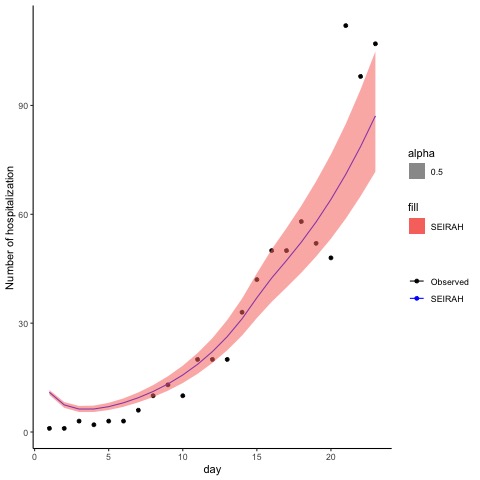 Number of hospitalization
90
60
30
0
0
5
10
15
20
day
alpha
0.5
fill
SEIRAH
Observed
SEIRAH